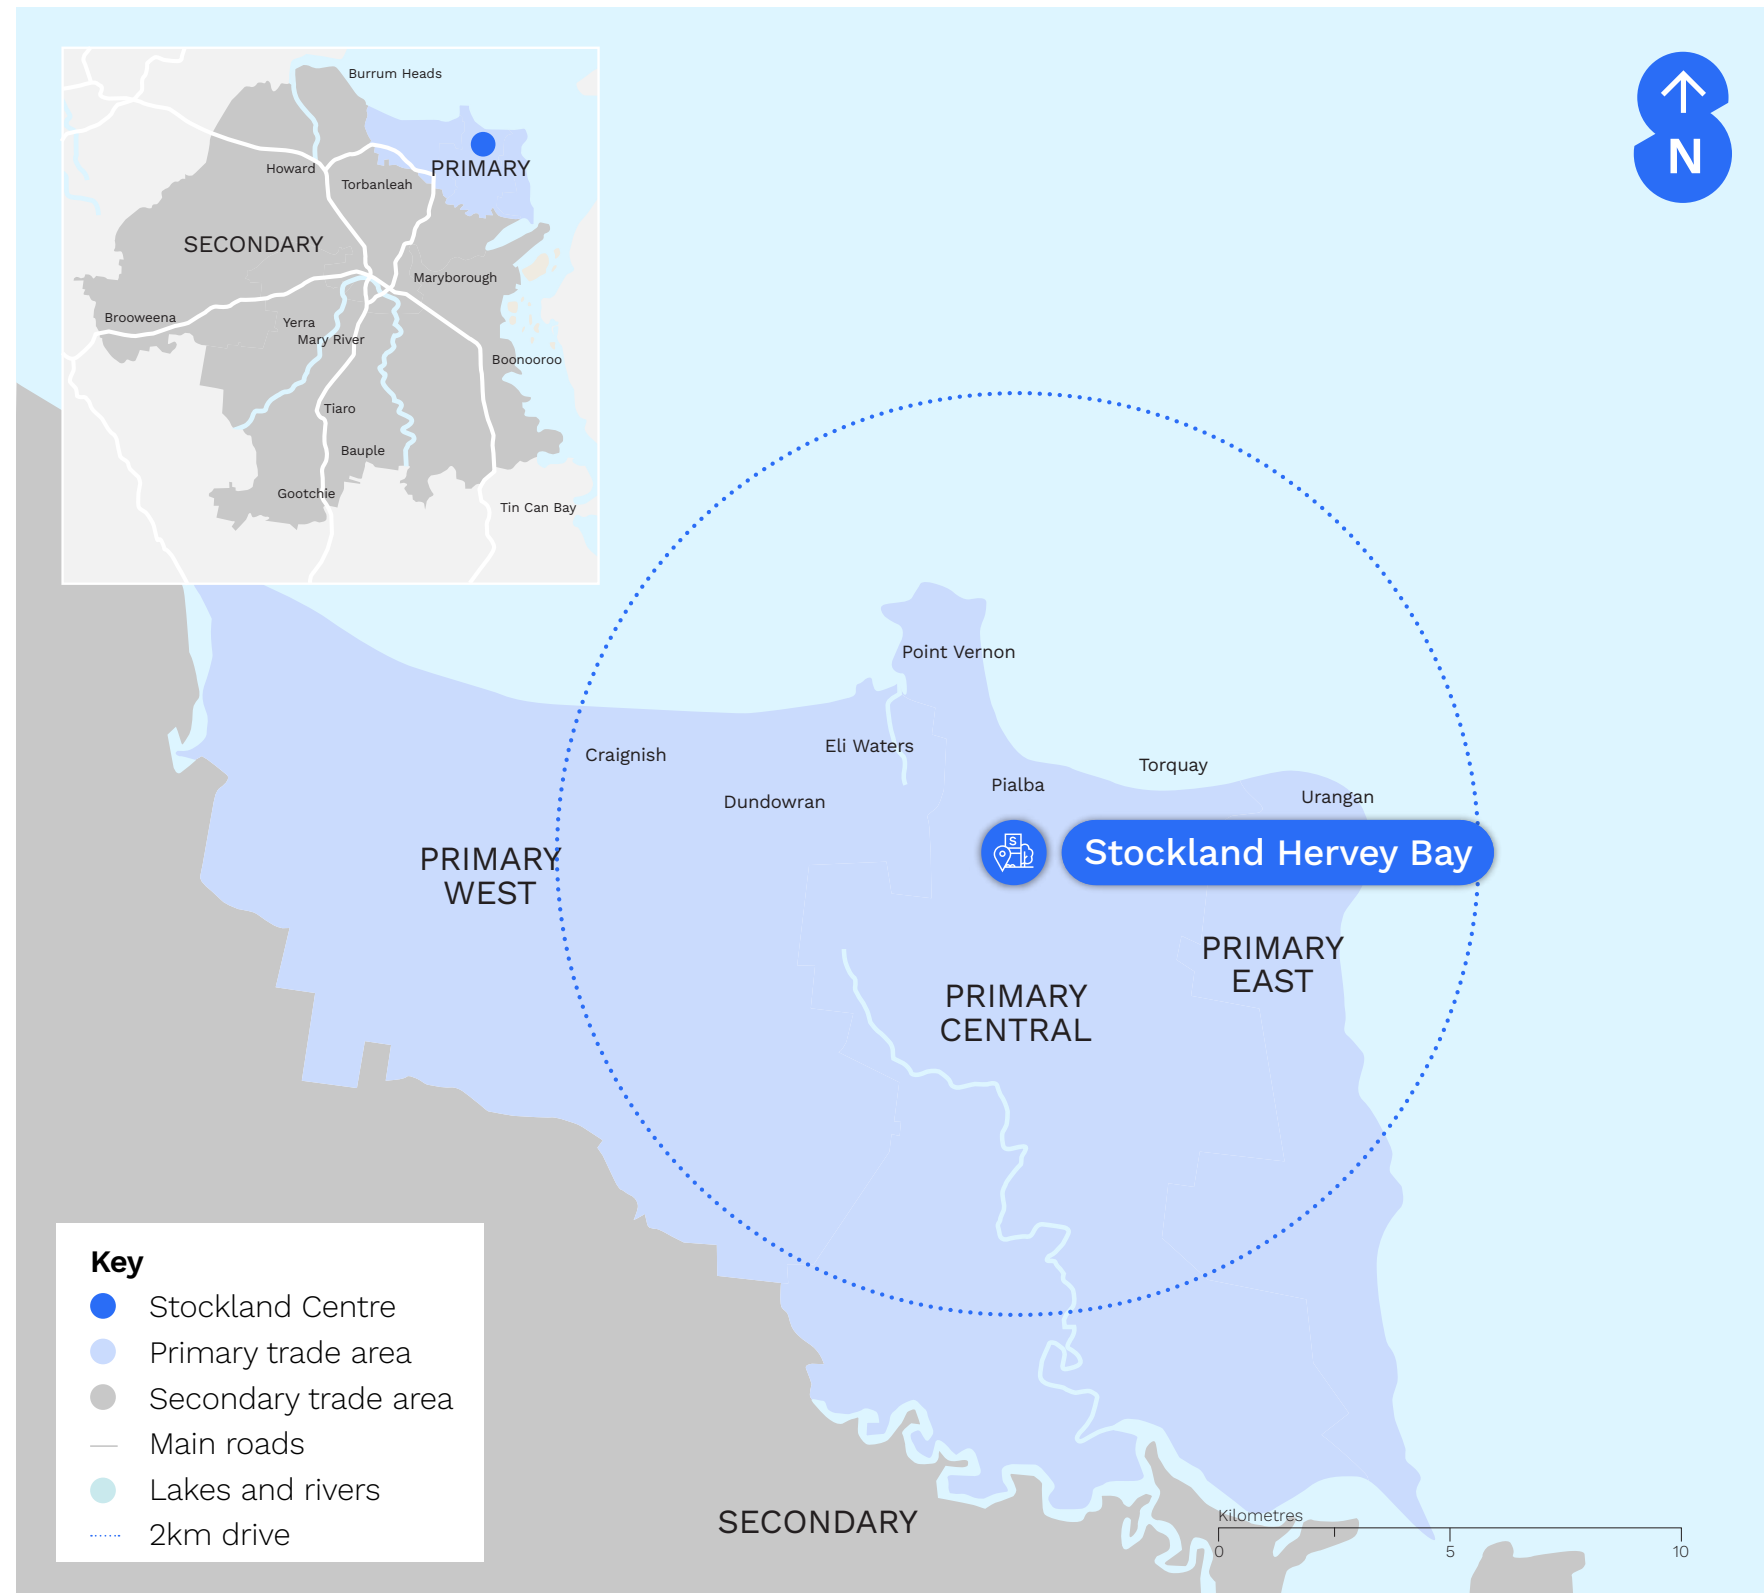 Burrum Heads
Howard
PRIMARY
Torbanleah
SECONDARY
Maryborough
Brooweena
Yerra
Mary River
Boonooroo
Tiaro
Bauple
Gootchie
Tin Can Bay
N
Point Vernon
Craignish
Eli Waters
Torquay
Pialba
Dundowran
Urangan
S
Stockland Hervey Bay
PRIMARY
WEST
PRIMARY
EAST
PRIMARY
CENTRAL
SECONDARY
Key
Stockland Centre
Primary trade area
Secondary trade area
Main roads
Lakes and rivers
2km drive
Kilometres
0 5 10